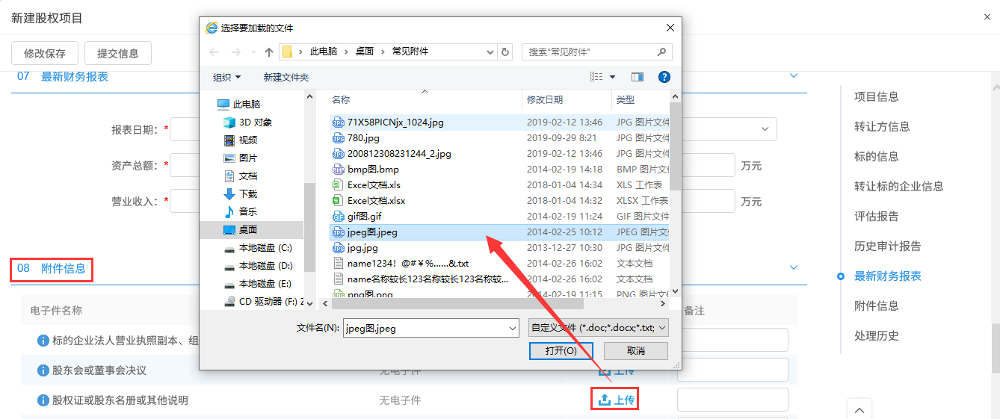 新建股权项目
×
修改保存
提交信息
07 最新财务报表
报表日期：*
资产总额：*
万元
营业收入：*
万元
08 附件信息
电子件名称
备注
标的企业法人营业执照副本、组
股东会或董事会决议
无电子件
上传
股权证或股东名册或其他说明
无电子件
上传
选择要加载的文件
此电脑 › 桌面 › 常见附件
搜索"常见附件"
组织
新建文件夹
此电脑
3D 对象
视频
图片
文档
下载
音乐
桌面
本地磁盘 (C:)
本地磁盘 (D:)
本地磁盘 (E:)
CD 驱动器 (F:) Z
名称 修改日期 类型
71X58PICNjx_1024.jpg 2019-02-12 13:46 JPG 图片文件
780.jpg 2019-09-29 8:21 JPG 图片文件
200812308231244_2.jpg 2019-02-12 13:46 JPG 图片文件
bmp图.bmp 2014-02-19 14:18 BMP 图片文件
Excel文档.xls 2018-01-04 14:34 XLS 工作表
Excel文档.xlsx 2018-01-04 14:32 XLSX 工作表
gif图.gif 2014-02-19 11:24 GIF 图片文件
jpeg图.jpeg 2014-02-25 10:12 JPEG 图片文
jpg.jpg 2013-12-27 10:30 JPG 图片文件
name1234！@#￥%......&.txt 2014-02-26 16:02 文本文档
name名称较长123名称较长123名称较... 2014-02-26 16:02 文本文档
png图.png 2014-02-19 11:15 PNG 图片文件
文件名(N): jpeg图.jpeg
自定义文件 (*.doc;*.docx;*.txt;
打开(O)
取消
项目信息
转让方信息
标的信息
转让标的企业信息
评估报告
历史审计报告
最新财务报表
附件信息
处理历史